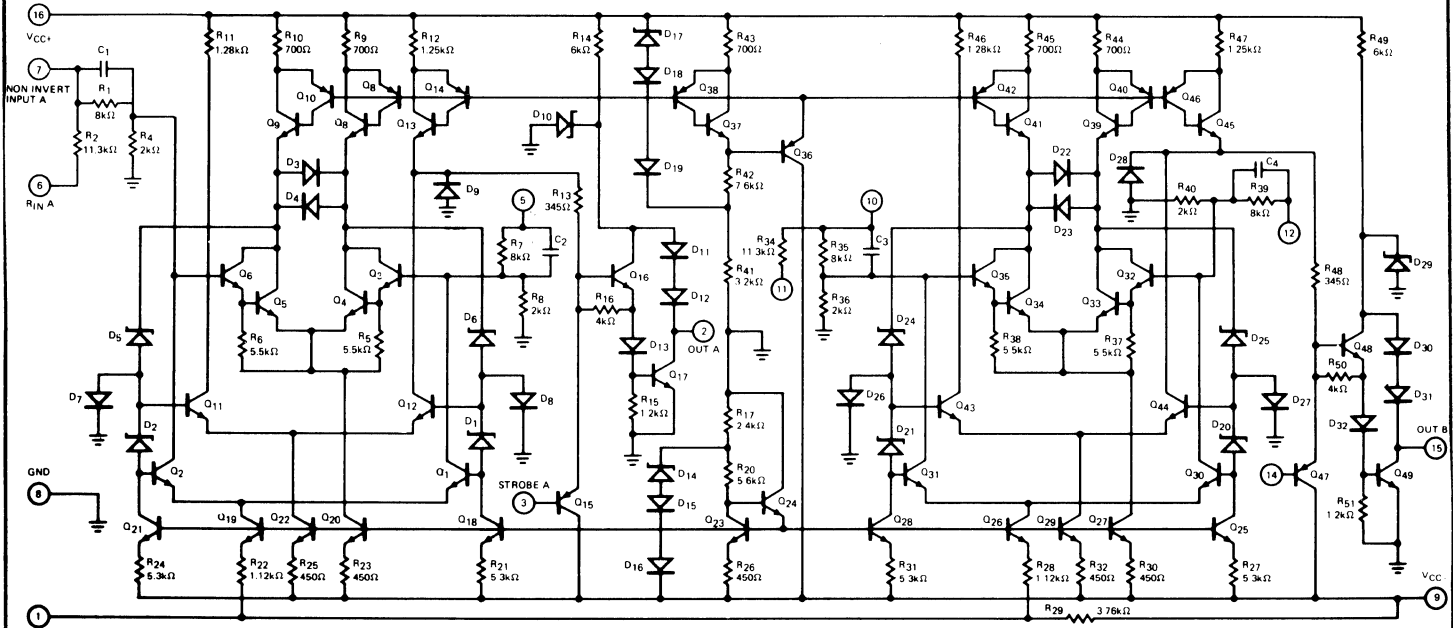 16
VCC+
R11
1.28kΩ
R10
700Ω
R9
700Ω
R12
1.25kΩ
R14
6kΩ
D17
R43
700Ω
R46
1 28kΩ
R45
700Ω
R44
700Ω
R47
1 25kΩ
R49
6kΩ
7
NON INVERT
INPUT A
C1
R1
8kΩ
R2
11.3kΩ
R4
2kΩ
6
RIN A
Q10
Q8
Q14
D18
Q38
Q42
Q40
Q46
Q9
Q8
Q13
D10
Q37
Q41
Q39
Q45
Q36
D3
D4
D9
R13
345Ω
D19
R42
7 6kΩ
D22
D23
D28
R40
2kΩ
C4
R39
8kΩ
12
5
R7
8kΩ
C2
R8
2kΩ
10
R34
11 3kΩ
R35
8kΩ
C3
11
R36
2kΩ
Q6
Q5
Q4
R6
5.5kΩ
R5
5.5kΩ
D5
D6
D7
D8
Q16
R16
4kΩ
D11
D12
D13
2
OUT A
Q17
R15
1 2kΩ
R41
3 2kΩ
Q35
Q34
Q33
Q32
R38
5 5kΩ
R37
5 5kΩ
D24
D25
D26
D27
R48
345Ω
D29
Q48
D30
R50
4kΩ
D31
D32
OUT B
15
Q11
Q12
D2
D1
Q2
Q1
R17
2 4kΩ
Q43
Q44
D21
D20
Q31
Q30
14
Q47
Q49
R51
1 2kΩ
GND
8
STROBE A
3
Q15
D14
D15
D16
R20
5 6kΩ
Q24
Q21
Q19
Q22
Q20
Q18
Q23
Q28
Q26
Q29
Q27
Q25
R24
5.3kΩ
R22
1.12kΩ
R25
450Ω
R23
450Ω
R21
5 3kΩ
R26
450Ω
R31
5 3kΩ
R28
1 12kΩ
R32
450Ω
R30
450Ω
R27
5 3kΩ
VCC
9
1
R29
3 76kΩ